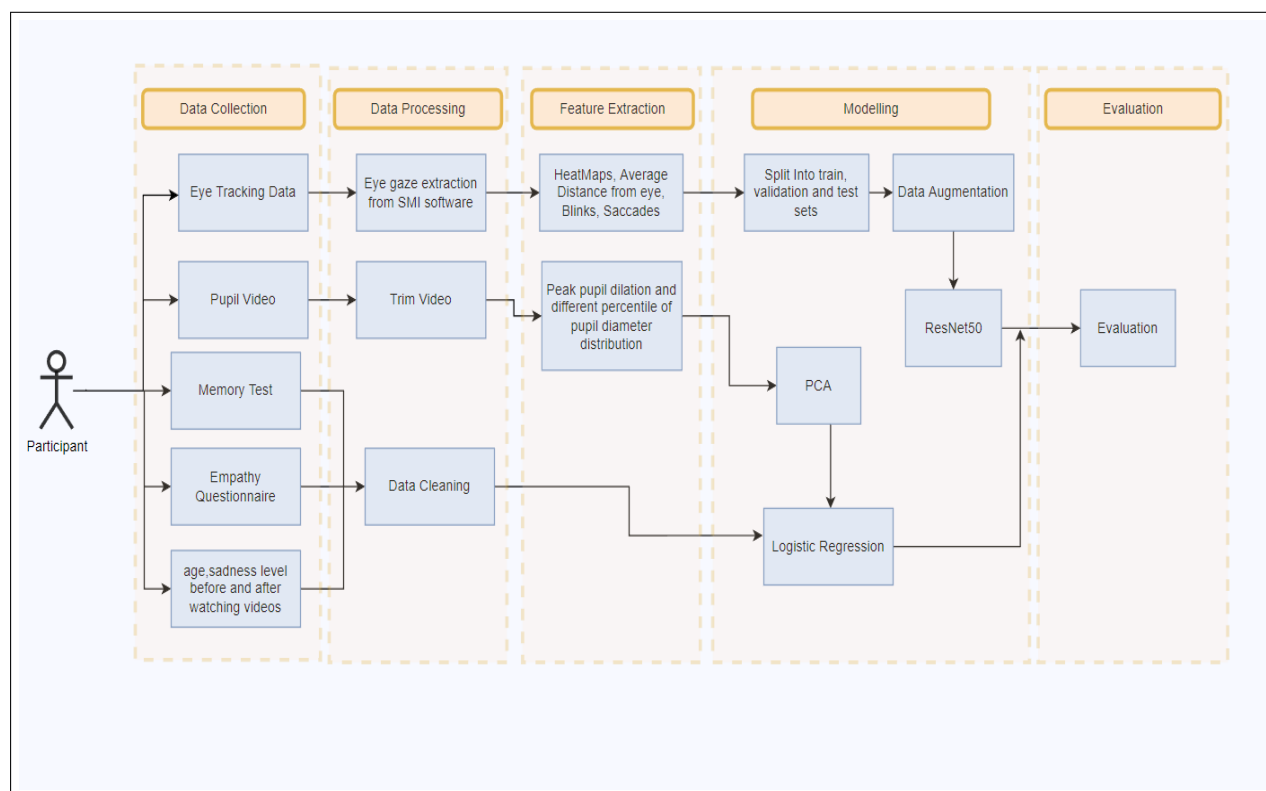 Data Collection
Data Processing
Feature Extraction
Modelling
Evaluation
Eye Tracking Data
Eye gaze extraction
from SMI software
HeatMaps, Average
Distance from eye,
Blinks, Saccades
Split Into train,
validation and test
sets
Data Augmentation
Pupil Video
Trim Video
Peak pupil dilation and
different percentile of
pupil diameter
distribution
ResNet50
Evaluation
Participant
Memory Test
PCA
Empathy
Questionnaire
Data Cleaning
Logistic Regression
age,sadness level
before and after
watching videos